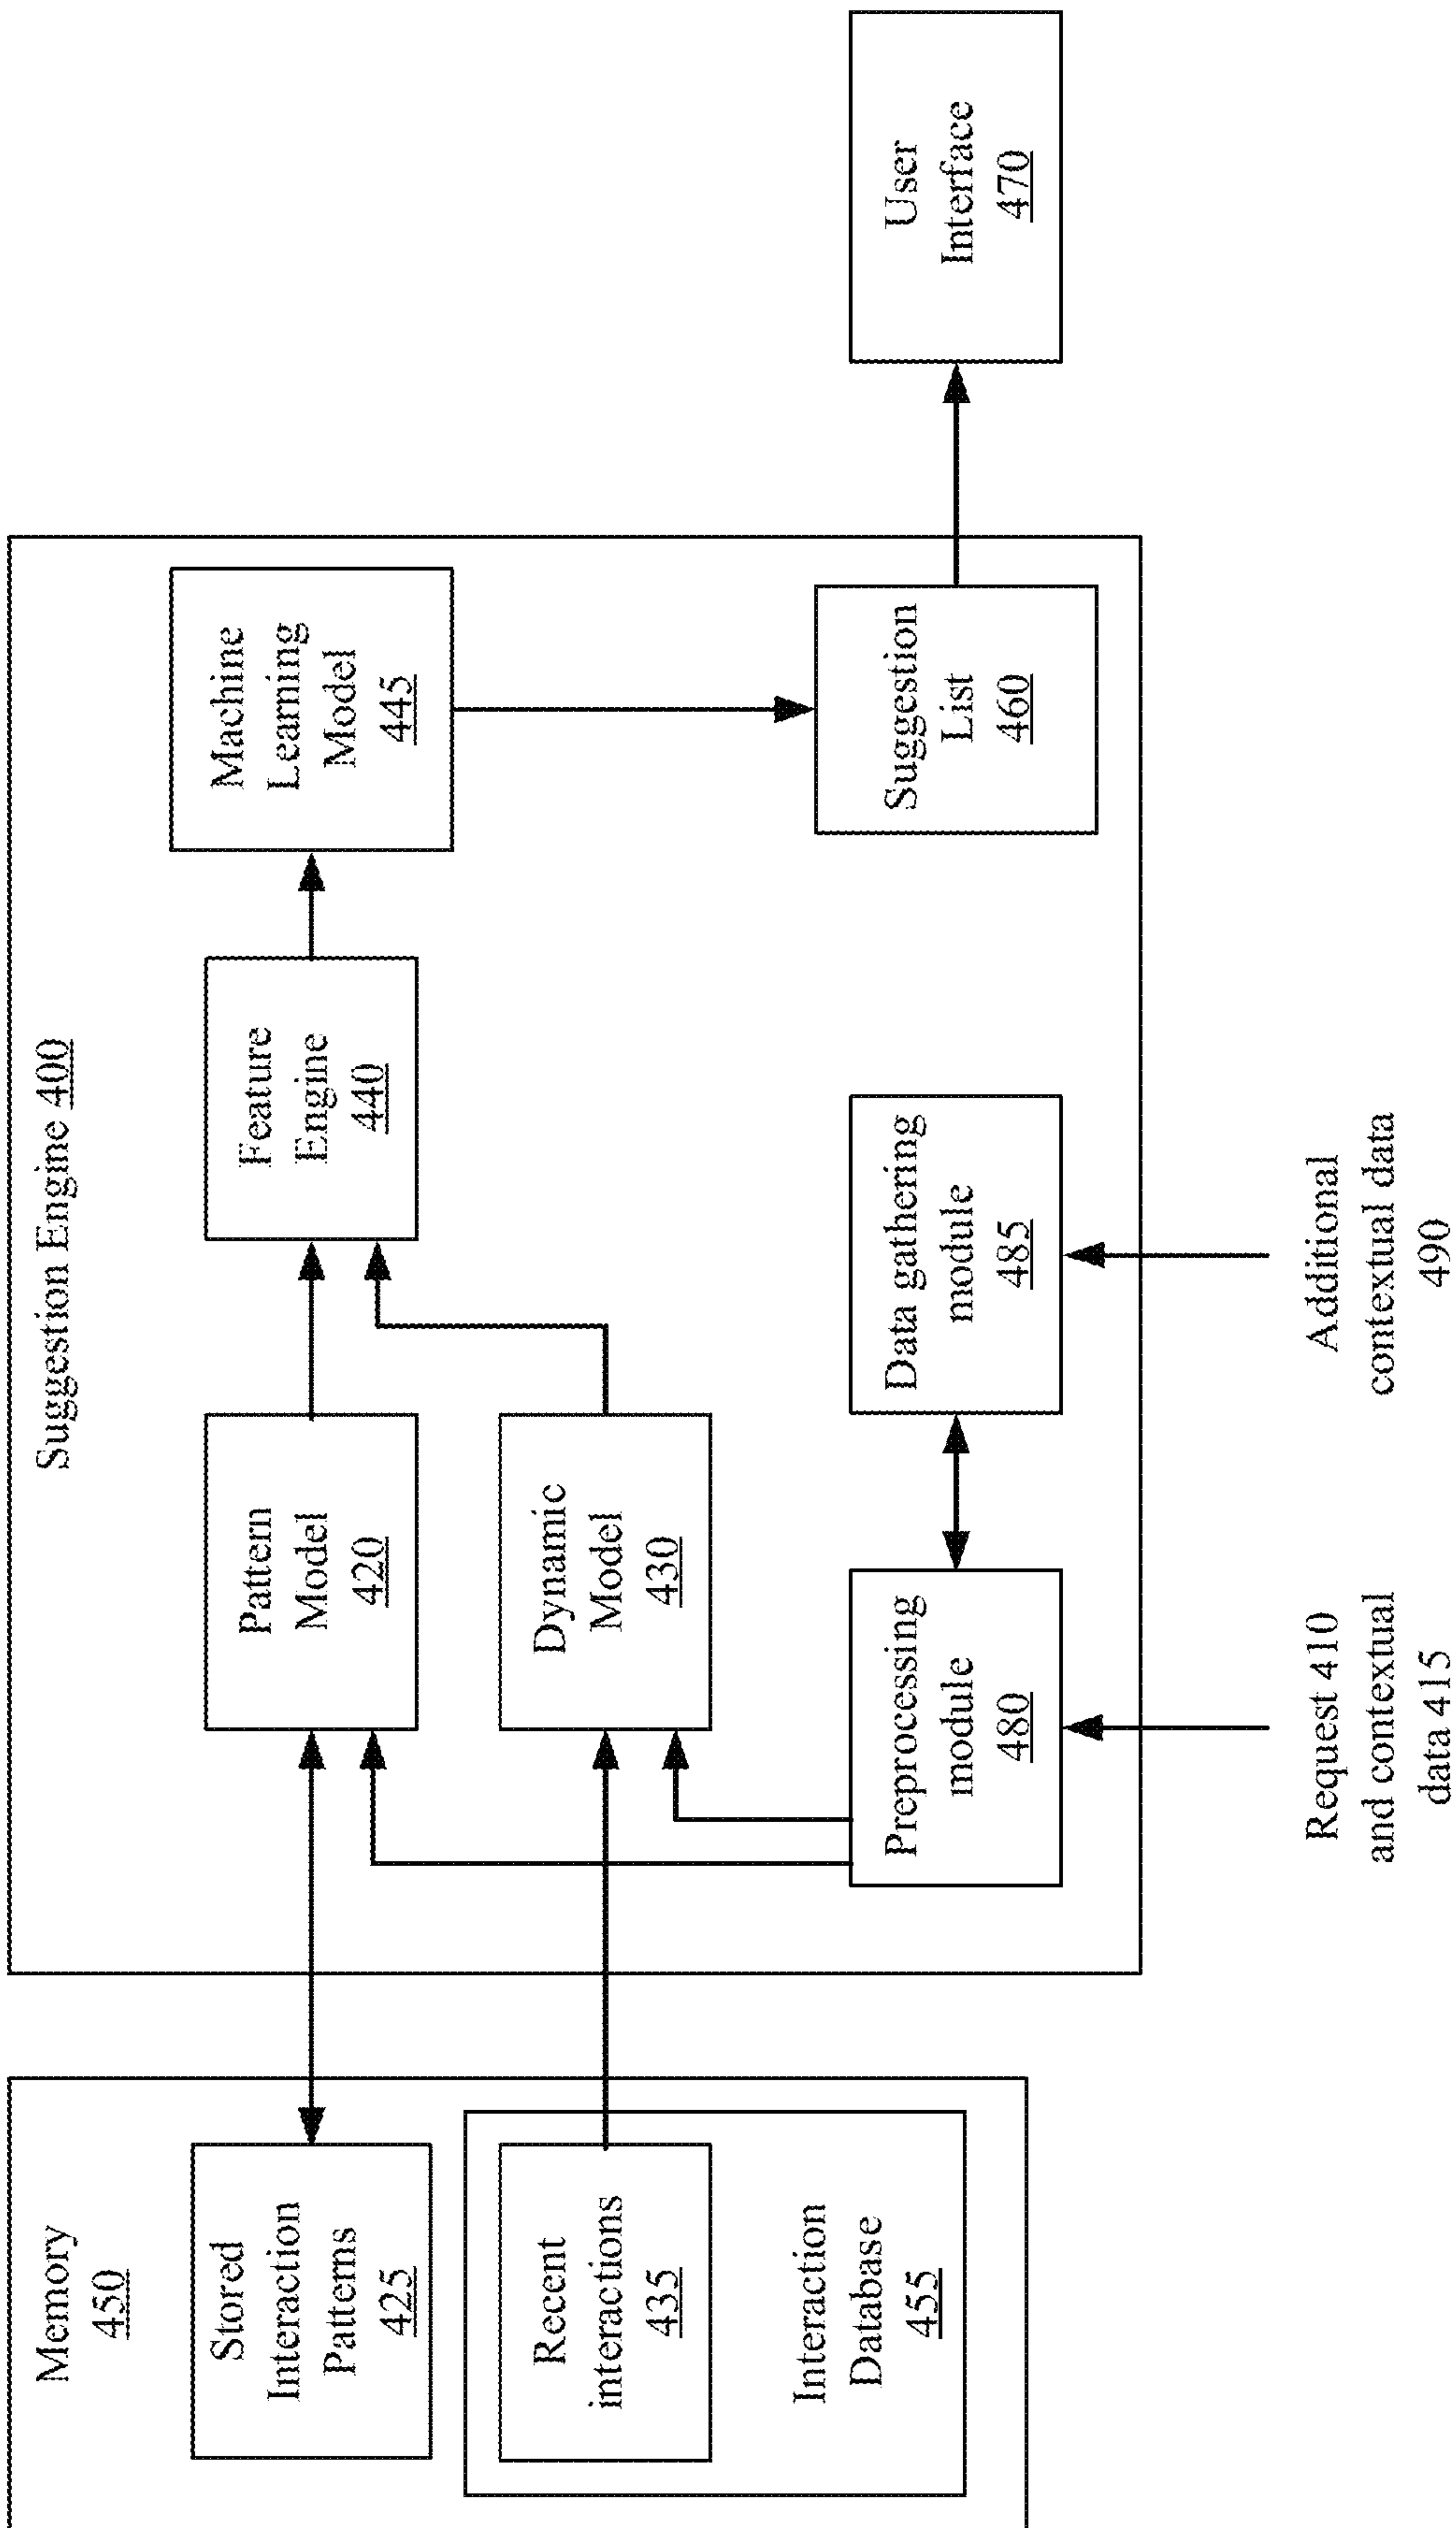 Memory
450
Stored
Interaction
Patterns
425
Recent
interactions
435
Interaction
Database
455
Suggestion Engine 400
Pattern
Model
420
Dynamic
Model
430
Feature
Engine
440
Machine
Learning
Model
445
Preprocessing
module
480
Data gathering
module
485
Suggestion
List
460
User
Interface
470
Request 410
and contextual
data 415
Additional
contextual data
490